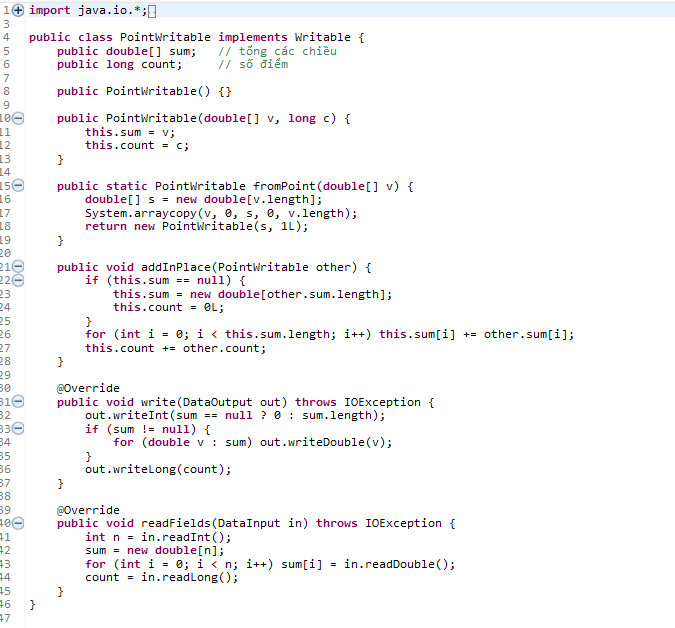 1 import java.io.*;
3
4 public class PointWritable implements Writable {
5 public double[] sum; // tổng các chiều
6 public long count; // số điểm
7
8 public PointWritable() {}
9
10 public PointWritable(double[] v, long c) {
11 this.sum = v;
12 this.count = c;
13 }
14
15 public static PointWritable fromPoint(double[] v) {
16 double[] s = new double[v.length];
17 System.arraycopy(v, 0, s, 0, v.length);
18 return new PointWritable(s, 1L);
19 }
20
21 public void addInPlace(PointWritable other) {
22 if (this.sum == null) {
23 this.sum = new double[other.sum.length];
24 this.count = 0L;
25 }
26 for (int i = 0; i < this.sum.length; i++) this.sum[i] += other.sum[i];
27 this.count += other.count;
28 }
29
30 @Override
31 public void write(DataOutput out) throws IOException {
32 out.writeInt(sum == null ? 0 : sum.length);
33 if (sum != null) {
34 for (double v : sum) out.writeDouble(v);
35 }
36 out.writeLong(count);
37 }
38
39 @Override
40 public void readFields(DataInput in) throws IOException {
41 int n = in.readInt();
42 sum = new double[n];
43 for (int i = 0; i < n; i++) sum[i] = in.readDouble();
44 count = in.readLong();
45 }
46 }
47